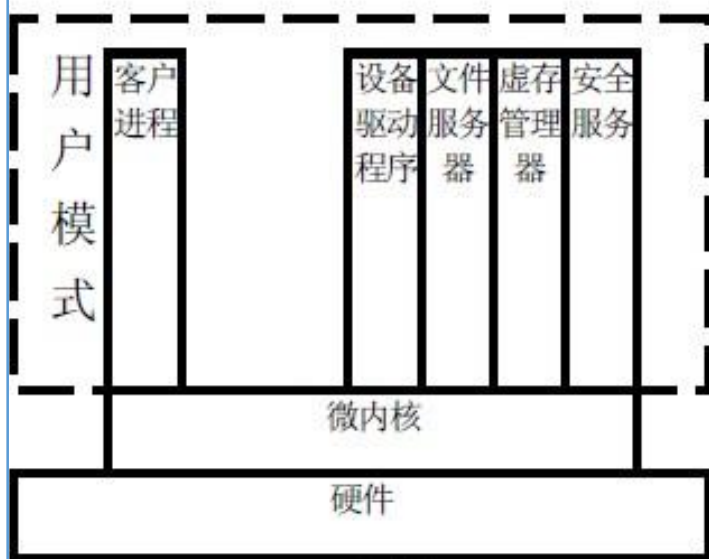 用户模式
客户
进程
设备
驱动
程序
文件
服务
器
虚存
管理
器
安全
服务
微内核
硬件